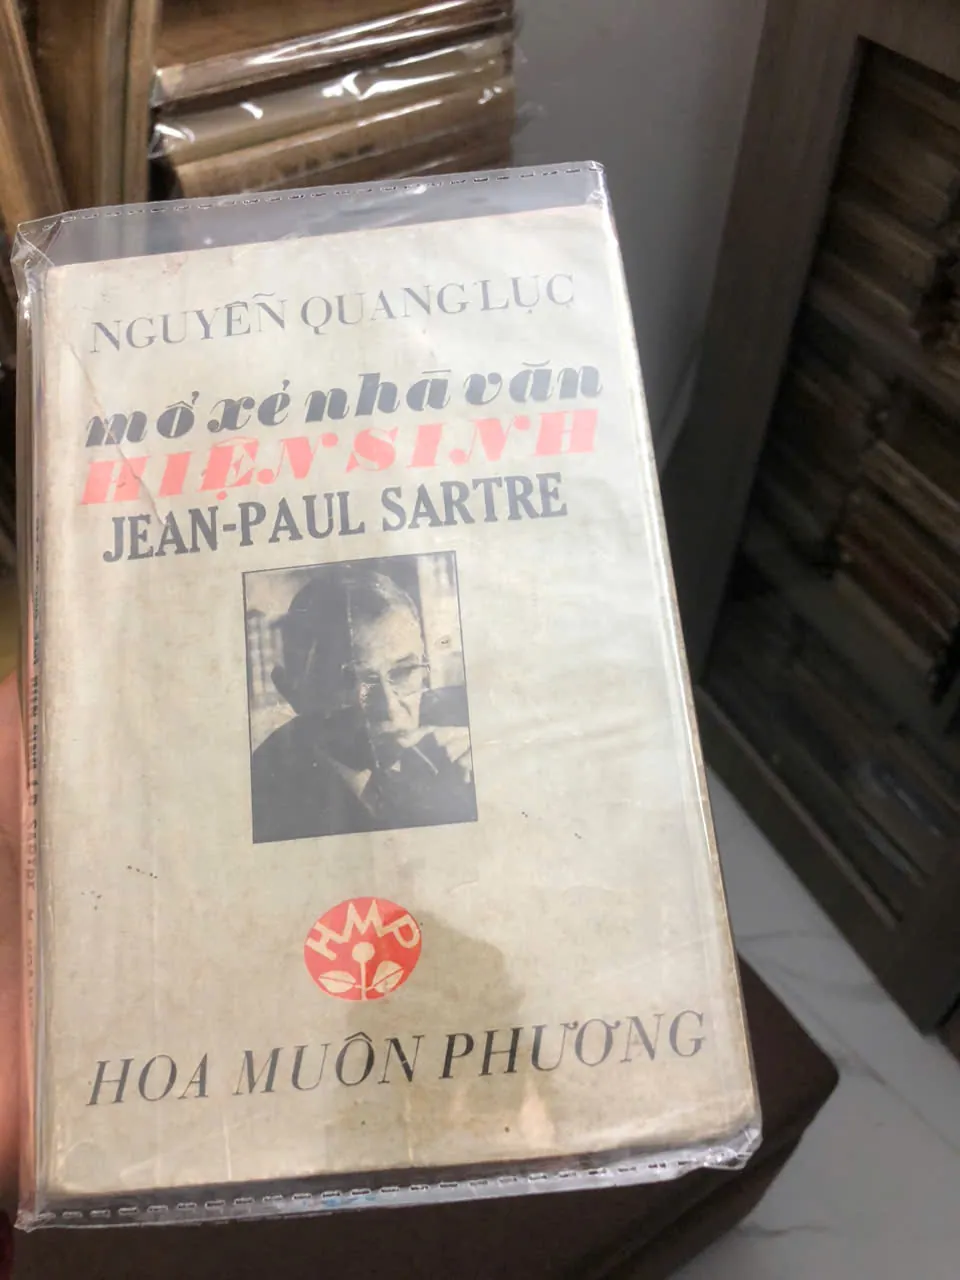 NGUYỄN QUANG LỤC
mổ xẻ nhà văn
HIỆN SINH
JEAN-PAUL SARTRE
HMP
HOA MUÔN PHƯƠNG